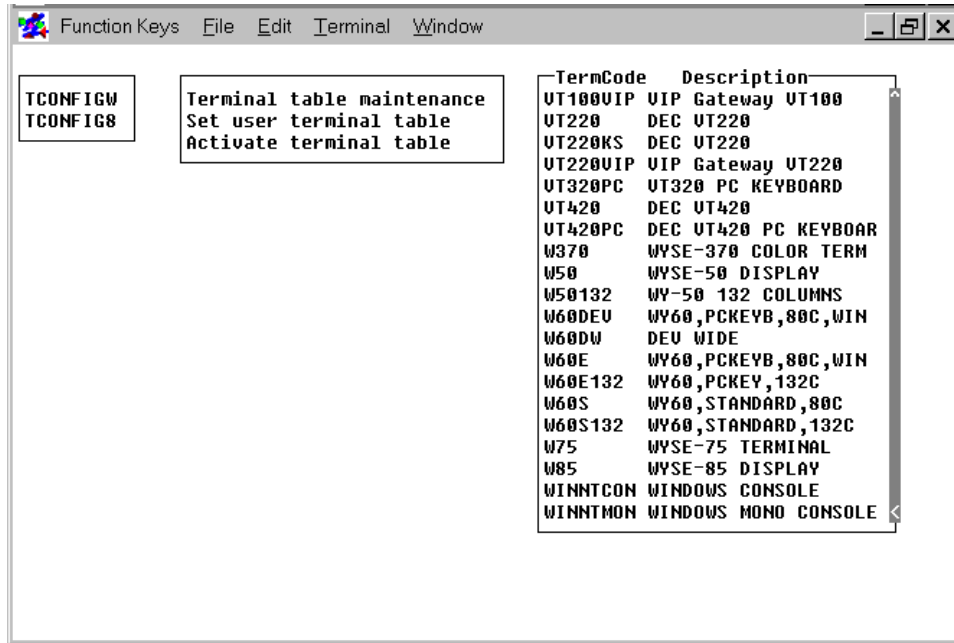 Function Keys File Edit Terminal Window
TCONFIGW
TCONFIG8
Terminal table maintenance
Set user terminal table
Activate terminal table
TermCode Description
VT100VIP VIP Gateway VT100
VT220 DEC VT220
VT220KS DEC VT220
VT220VIP VIP Gateway VT220
VT320PC VT320 PC KEYBOARD
VT420 DEC VT420
VT420PC DEC VT420 PC KEYBOAR
W370 WYSE-370 COLOR TERM
W50 WYSE-50 DISPLAY
W50132 WY-50 132 COLUMNS
W60DEV WY60,PCKEYB,80C,WIN
W60DW DEV WIDE
W60E WY60,PCKEYB,80C,WIN
W60E132 WY60,PCKEY,132C
W60S WY60,STANDARD,80C
W60S132 WY60,STANDARD,132C
W75 WYSE-75 TERMINAL
W85 WYSE-85 DISPLAY
WINNTCON WINDOWS CONSOLE
WINNTMON WINDOWS MONO CONSOLE